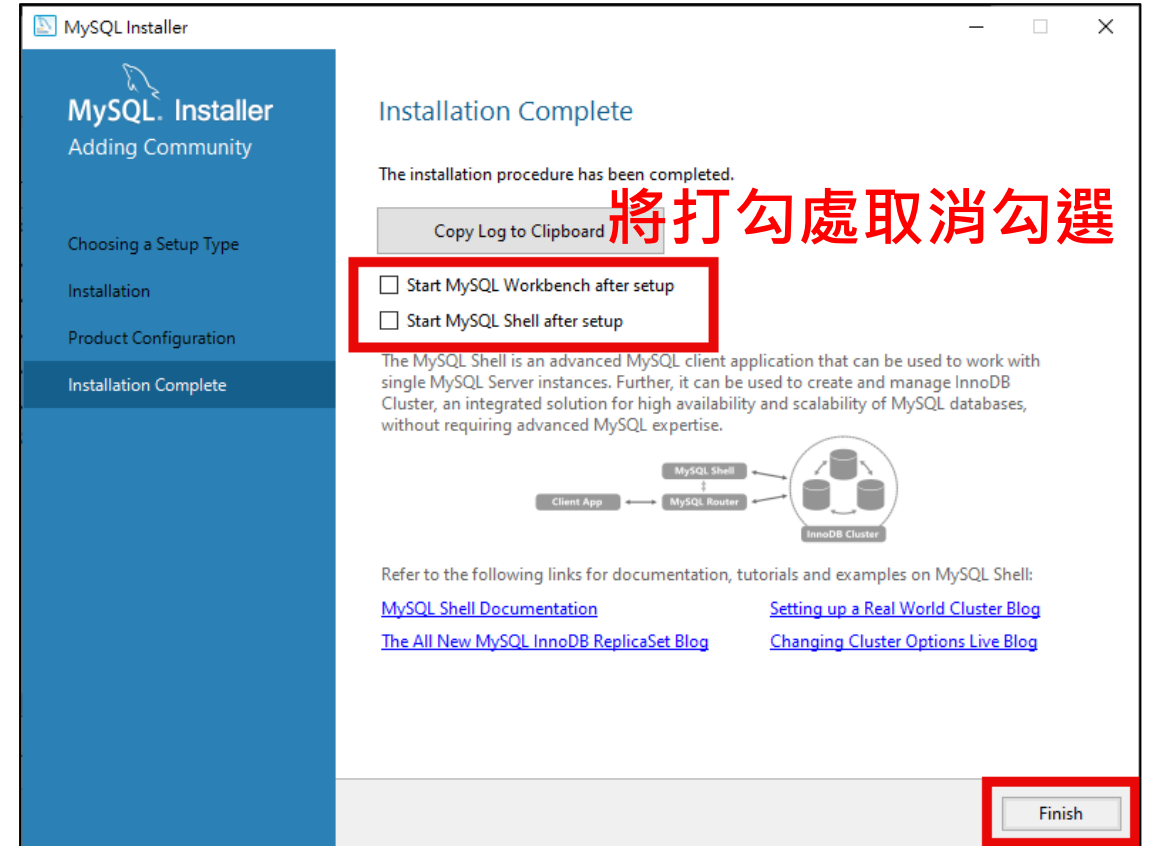 MySQL Installer
MySQL. Installer
Adding Community
Choosing a Setup Type
Installation
Product Configuration
Installation Complete
Installation Complete
The installation procedure has been completed.
將打勾處取消勾選
Copy Log to Clipboard
Start MySQL Workbench after setup
Start MySQL Shell after setup
The MySQL Shell is an advanced MySQL client application that can be used to work with
single MySQL Server instances. Further, it can be used to create and manage InnoDB
Cluster, an integrated solution for high availability and scalability of MySQL databases,
without requiring advanced MySQL expertise.
MySQL Shell
Client App
MySQL Router
InnoDB Cluster
Refer to the following links for documentation, tutorials and examples on MySQL Shell:
MySQL Shell Documentation
Setting up a Real World Cluster Blog
The All New MySQL InnoDB ReplicaSet Blog
Changing Cluster Options Live Blog
Finish